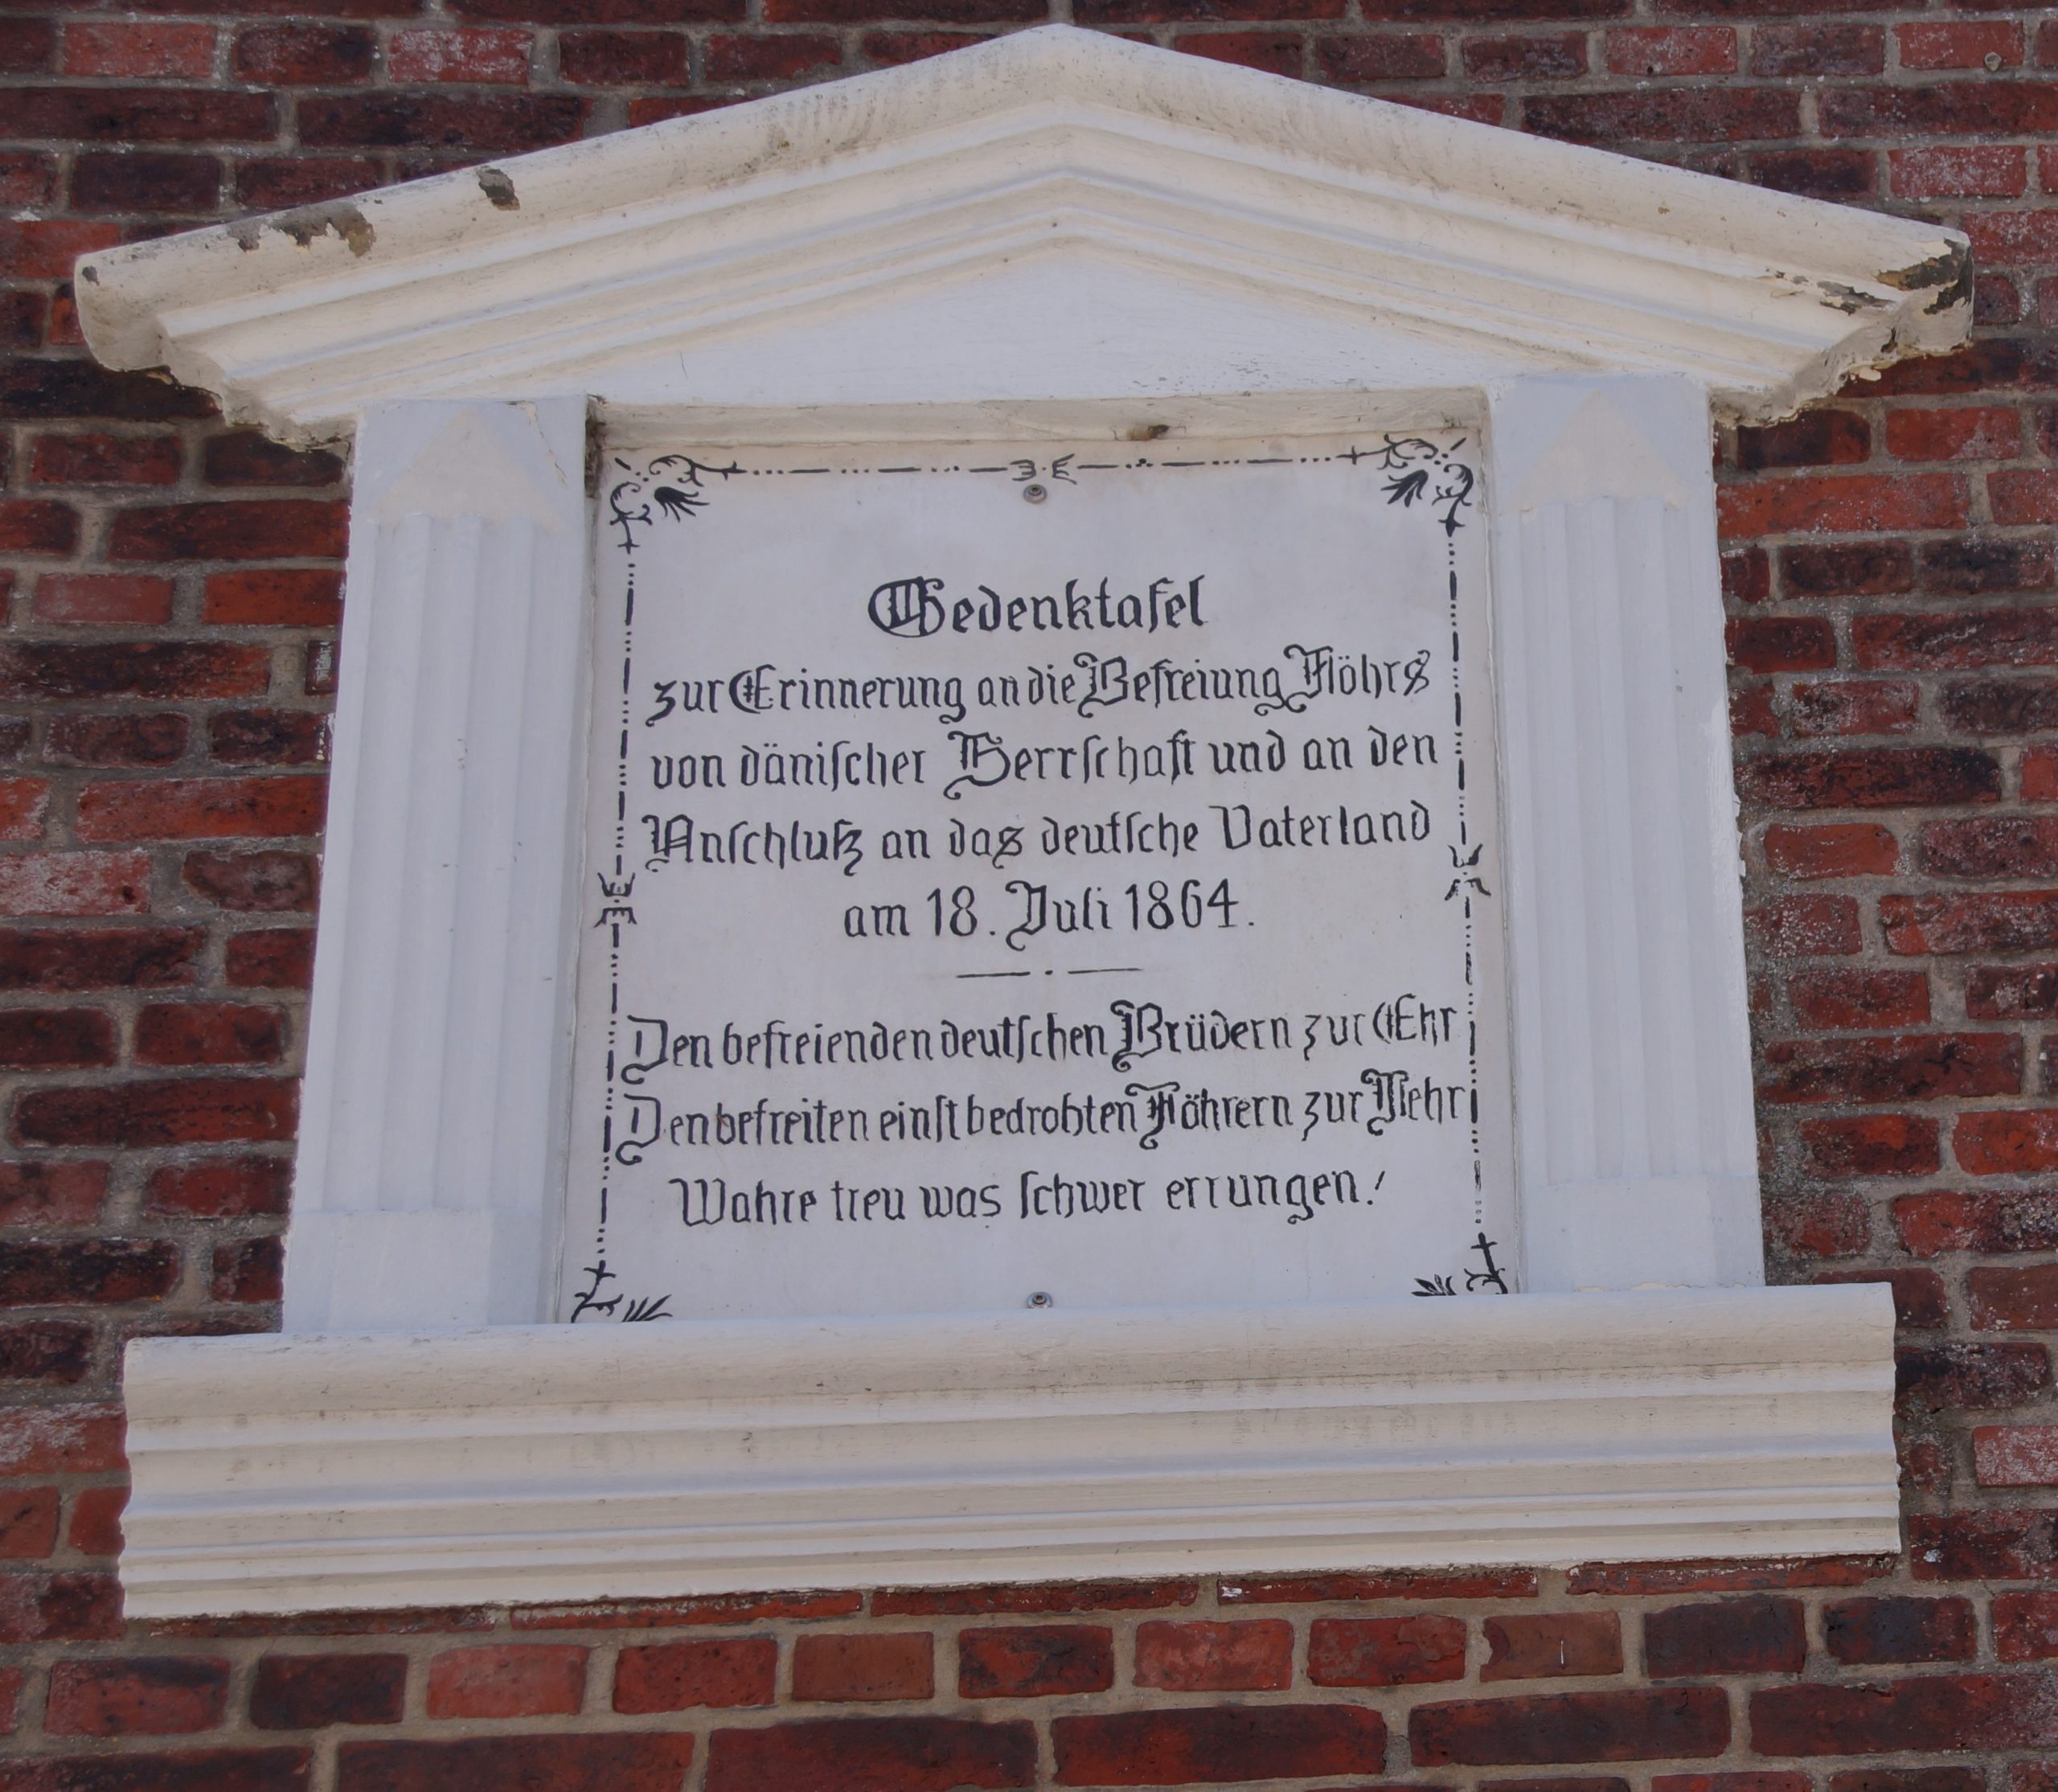 Gedenktafel
zur Erinnerung an die Befreiung Föhrs
von dänischer Herrschaft und an den
Anschluß an das deutsche Vaterland
am 18. Juli 1864.
Den befreienden deutschen Brüdern zur Ehr
Den befreiten einst bedrohten Föhrern zur Mehr
Wahre treu was schwer errungen!